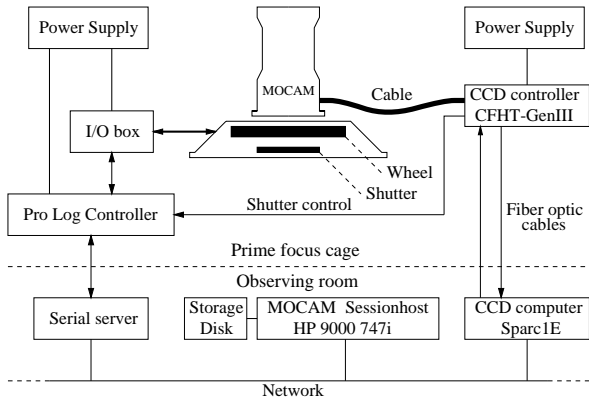 Power Supply
Power Supply
MOCAM
Cable
CCD controller
CFHT-GenIII
I/O box
Wheel
Shutter
Pro Log Controller
Shutter control
Fiber optic
cables
Prime focus cage
Observing room
Serial server
Storage
Disk
MOCAM Sessionhost
HP 9000 747i
CCD computer
Sparc1E
Network